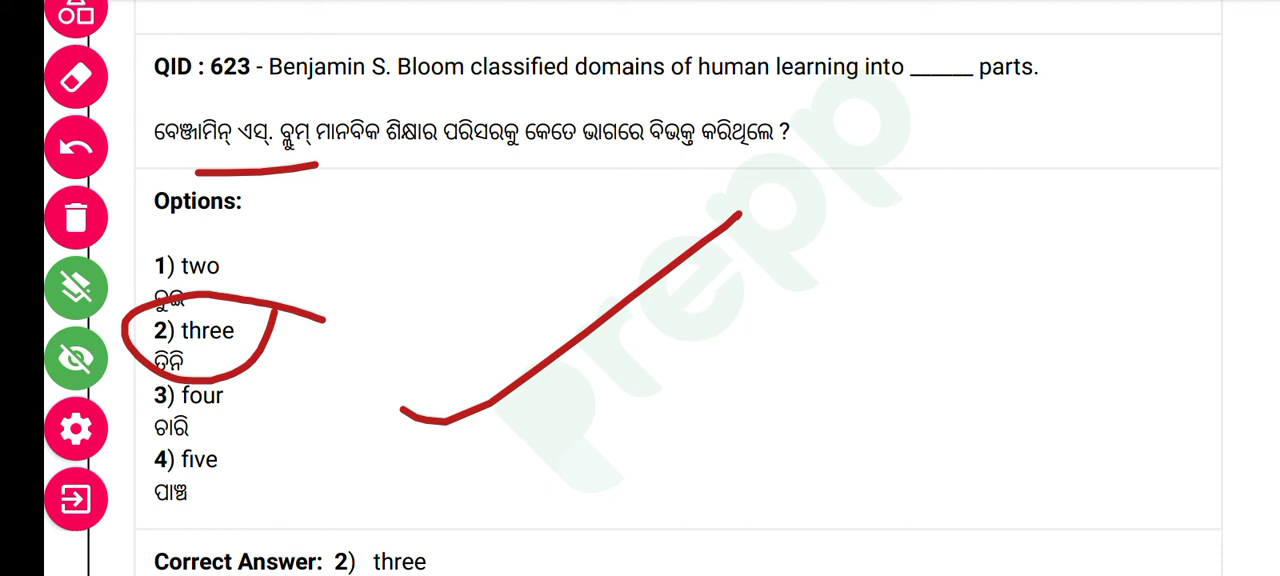 QID : 623 - Benjamin S. Bloom classified domains of human learning into ______ parts.
ବେଞ୍ଜାମିନ୍ ଏସ୍. ବ୍ଲୁମ୍ ମାନବିକ ଶିକ୍ଷାର ପରିସରକୁ କେତେ ଭାଗରେ ବିଭକ୍ତ କରିଥିଲେ ?
Options:
1) two
ଦୁଇ
2) three
ତିନି
3) four
ଚାରି
4) five
ପାଞ୍ଚ
Correct Answer: 2) three
prepp